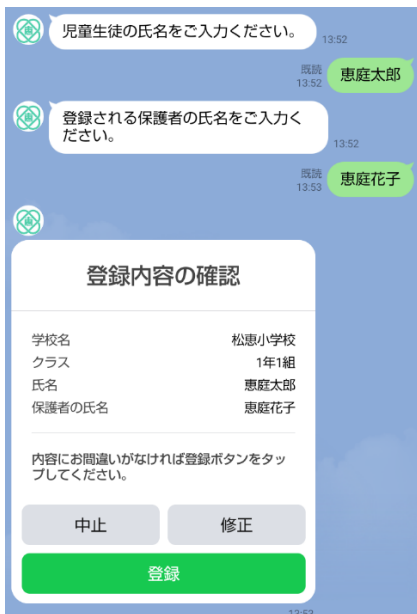 児童生徒の氏名をご入力ください。
13:52
既読
13:52
恵庭太郎
登録される保護者の氏名をご入力く
ださい。
13:52
既読
13:53
恵庭花子
登録内容の確認
学校名 松恵小学校
クラス 1年1組
氏名 恵庭太郎
保護者の氏名 恵庭花子
内容にお間違いがなければ登録ボタンをタッ
プしてください。
中止 修正
登録
13:53